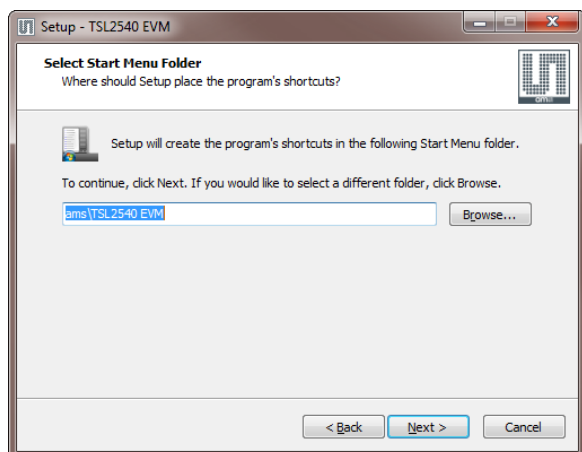 Setup - TSL2540 EVM
Select Start Menu Folder
Where should Setup place the program's shortcuts?
am
Setup will create the program's shortcuts in the following Start Menu folder.
To continue, click Next. If you would like to select a different folder, click Browse.
ams\TSL2540 EVM
Browse...
< Back
Next >
Cancel